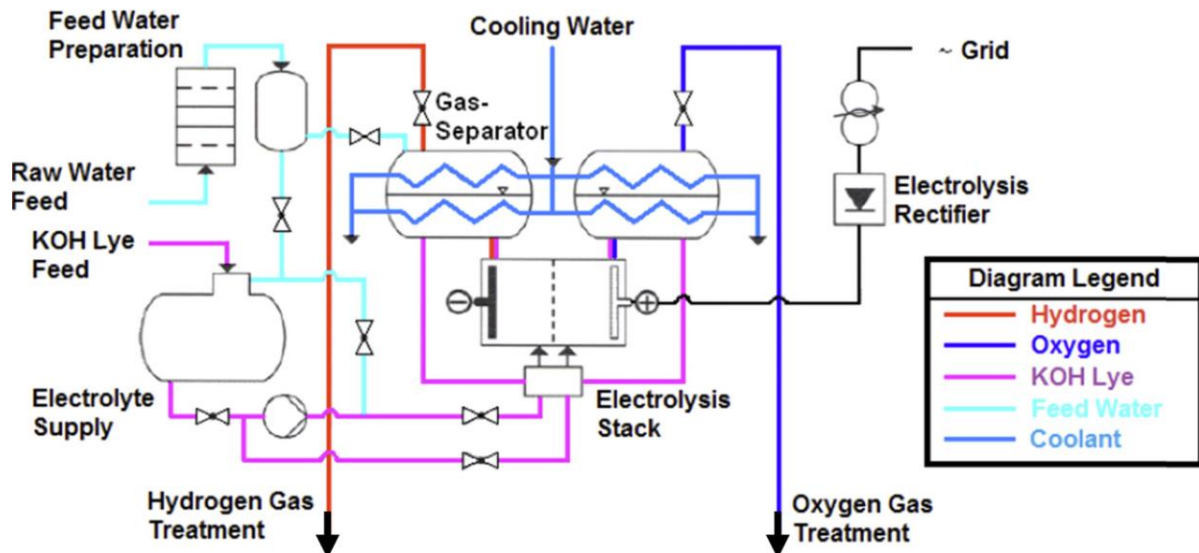 Feed Water
Preparation
Cooling Water
~ Grid
Gas-
Separator
Raw Water
Feed
Electrolysis
Rectifier
KOH Lye
Feed
Diagram Legend
Hydrogen
Oxygen
KOH Lye
Feed Water
Coolant
Electrolyte
Supply
Electrolysis
Stack
Hydrogen Gas
Treatment
Oxygen Gas
Treatment